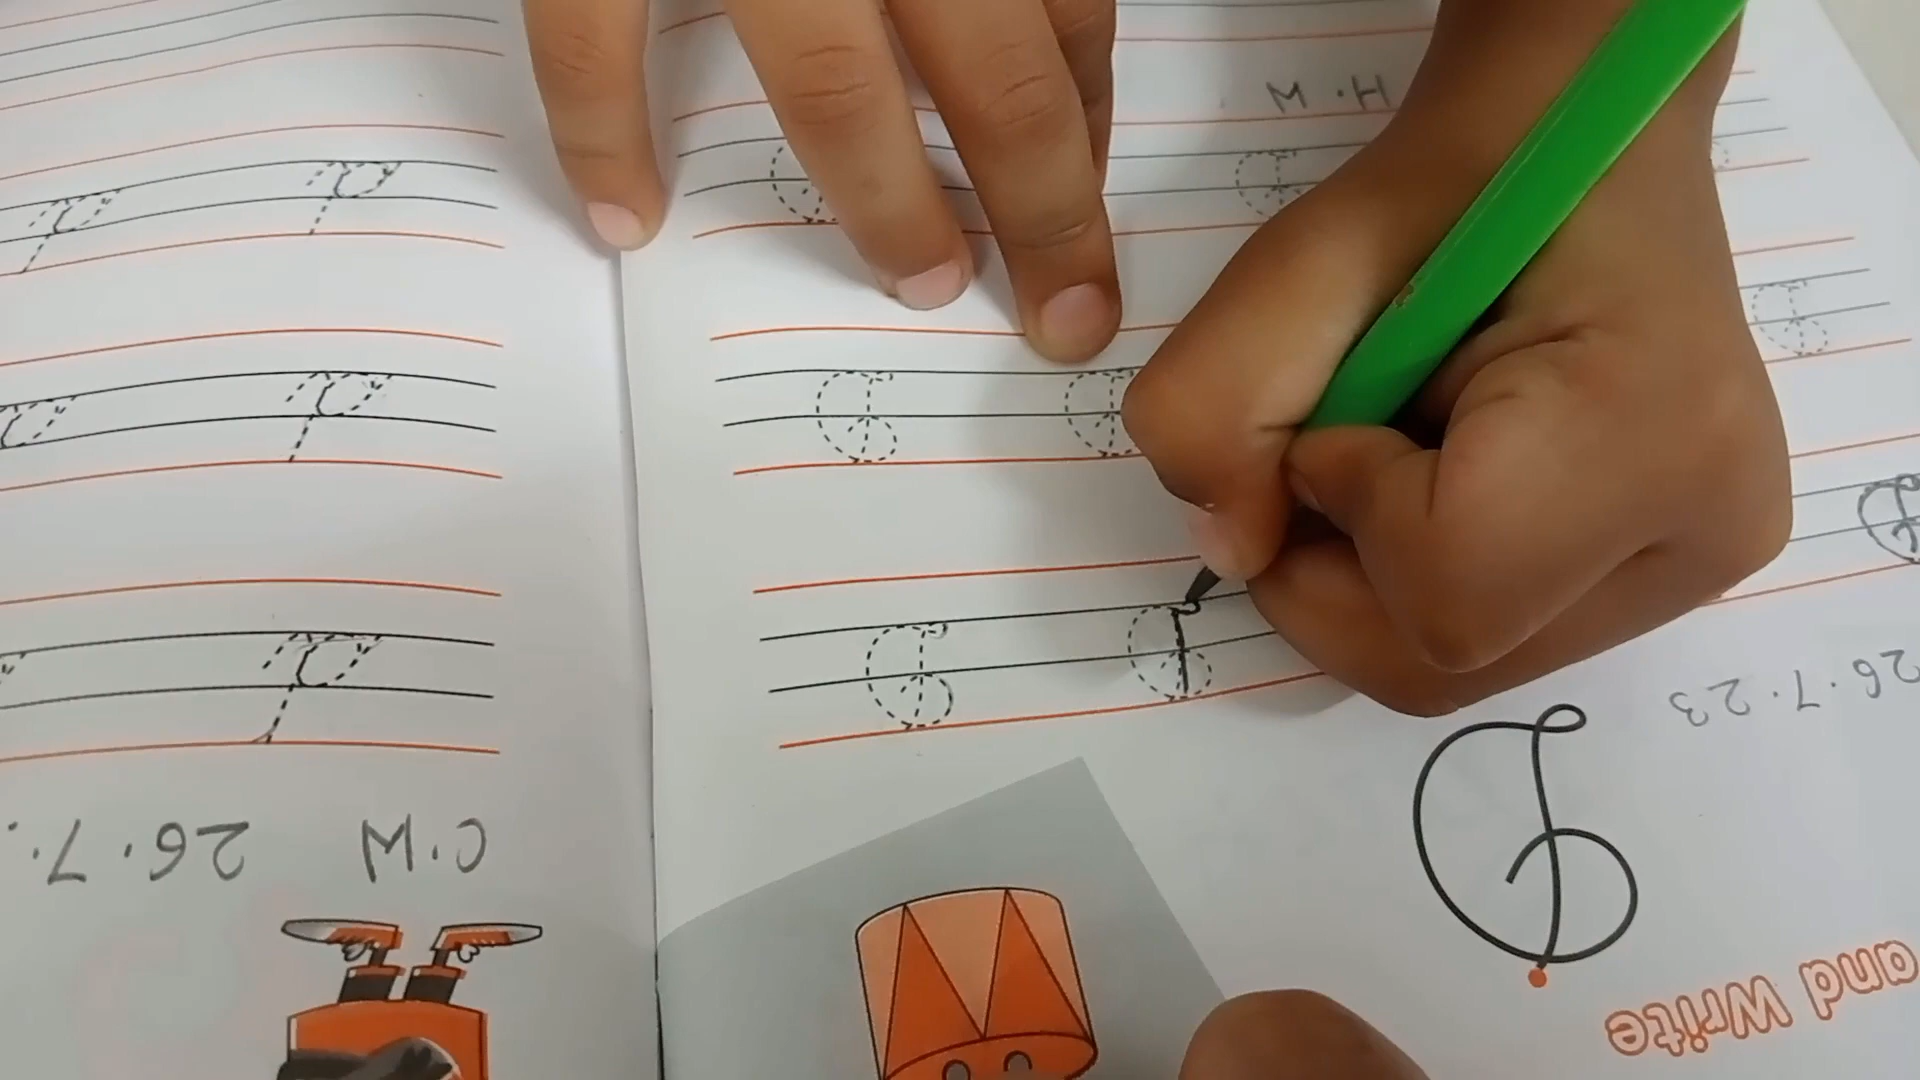 and Write
D
26.7.23
D D D
D D D
D D
H.W
C.W 26.7.
d
d d
d d